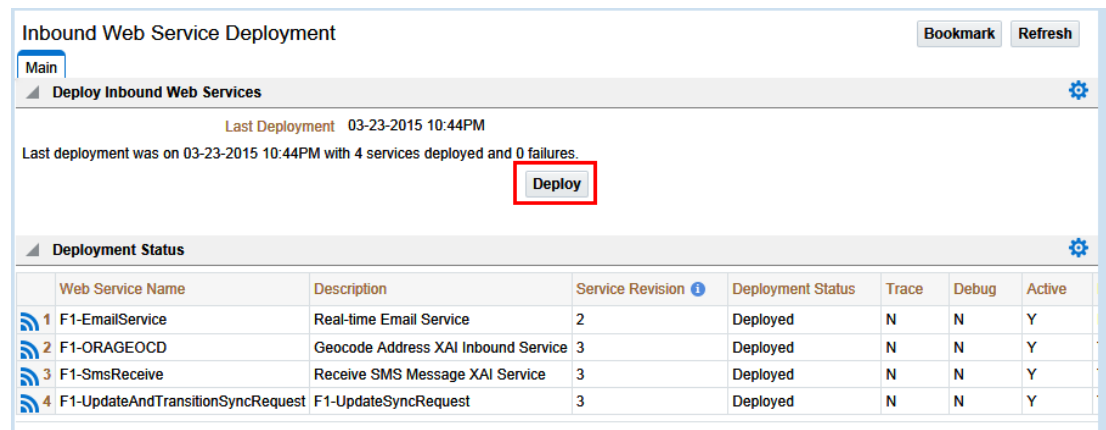 Inbound Web Service Deployment
Bookmark Refresh
Main
Deploy Inbound Web Services
Last Deployment 03-23-2015 10:44PM
Last deployment was on 03-23-2015 10:44PM with 4 services deployed and 0 failures.
Deploy
Deployment Status
Web Service Name Description Service Revision Deployment Status Trace Debug Active
1 F1-EmailService Real-time Email Service 2 Deployed N N Y
2 F1-ORAGEOCD Geocode Address XAI Inbound Service 3 Deployed N N Y
3 F1-SmsReceive Receive SMS Message XAI Service 3 Deployed N N Y
4 F1-UpdateAndTransitionSyncRequest F1-UpdateSyncRequest 3 Deployed N N Y